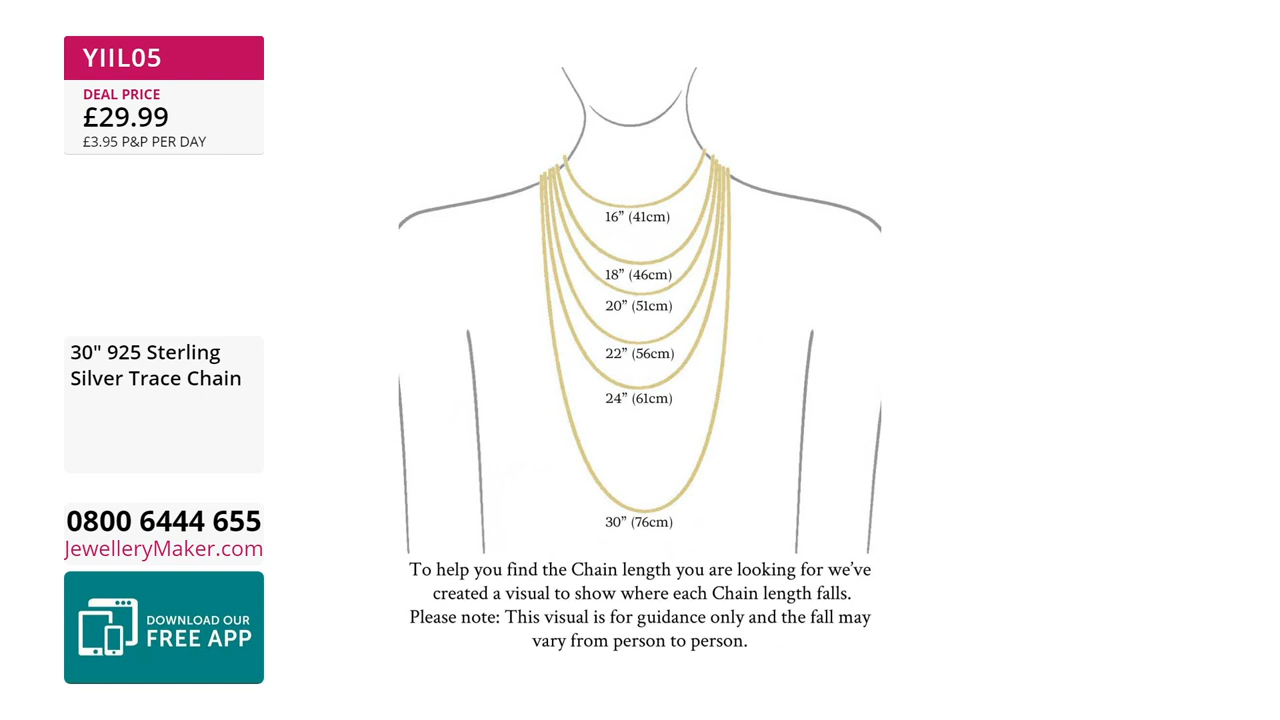 YIIL05
DEAL PRICE
£29.99
£3.95 P&P PER DAY
30" 925 Sterling
Silver Trace Chain
0800 6444 655
JewelleryMaker.com
DOWNLOAD OUR
FREE APP
16” (41cm)
18” (46cm)
20” (51cm)
22” (56cm)
24” (61cm)
30” (76cm)
To help you find the Chain length you are looking for we’ve
created a visual to show where each Chain length falls.
Please note: This visual is for guidance only and the fall may
vary from person to person.